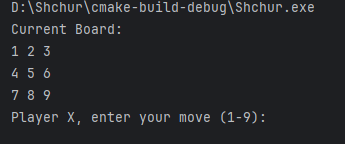 D:\Shchur\cmake-build-debug\Shchur.exe
Current Board:
1 2 3
4 5 6
7 8 9
Player X, enter your move (1-9):